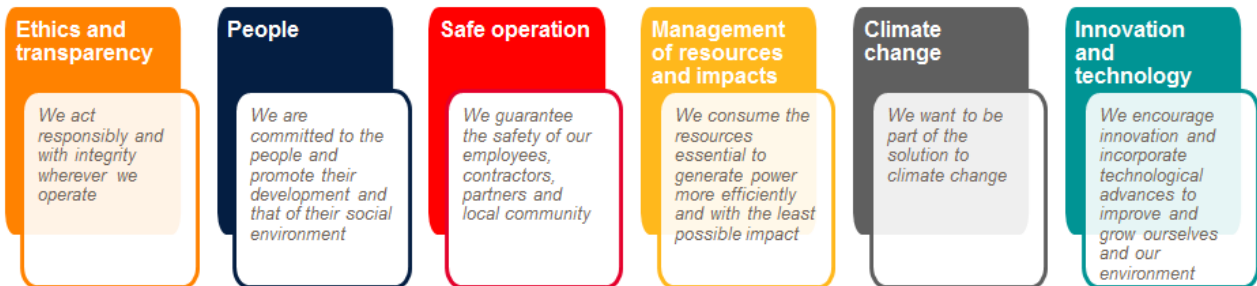 Ethics and
transparency
We act
responsibly and
with integrity
wherever we
operate
People
We are
committed to the
people and
promote their
development and
that of their social
environment
Safe operation
We guarantee
the safety of our
employees,
contractors,
partners and
local community
Management
of resources
and impacts
We consume the
resources
essential to
generate power
more efficiently
and with the least
possible impact
Climate
change
We want to be
part of the
solution to
climate change
Innovation
and
technology
We encourage
innovation and
incorporate
technological
advances to
improve and
grow ourselves
and our
environment